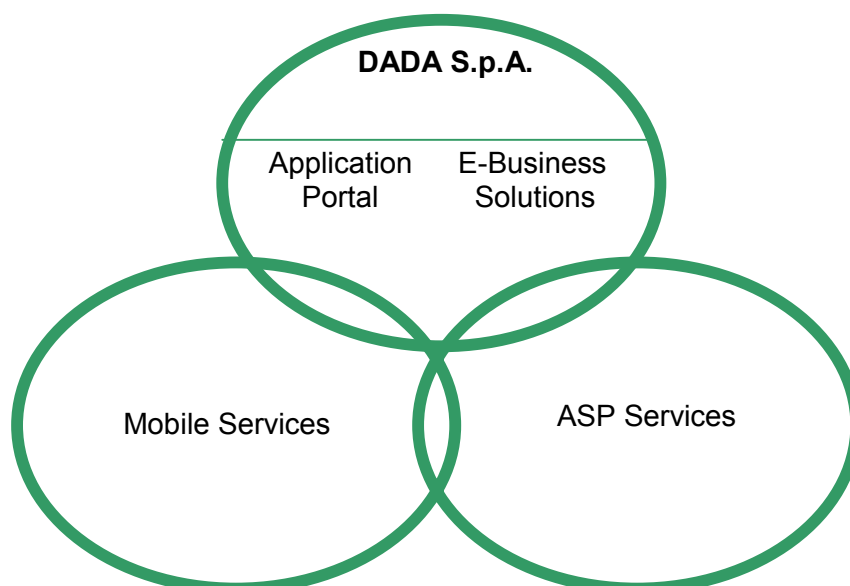 DADA S.p.A.
Application E-Business
Portal Solutions
Mobile Services
ASP Services